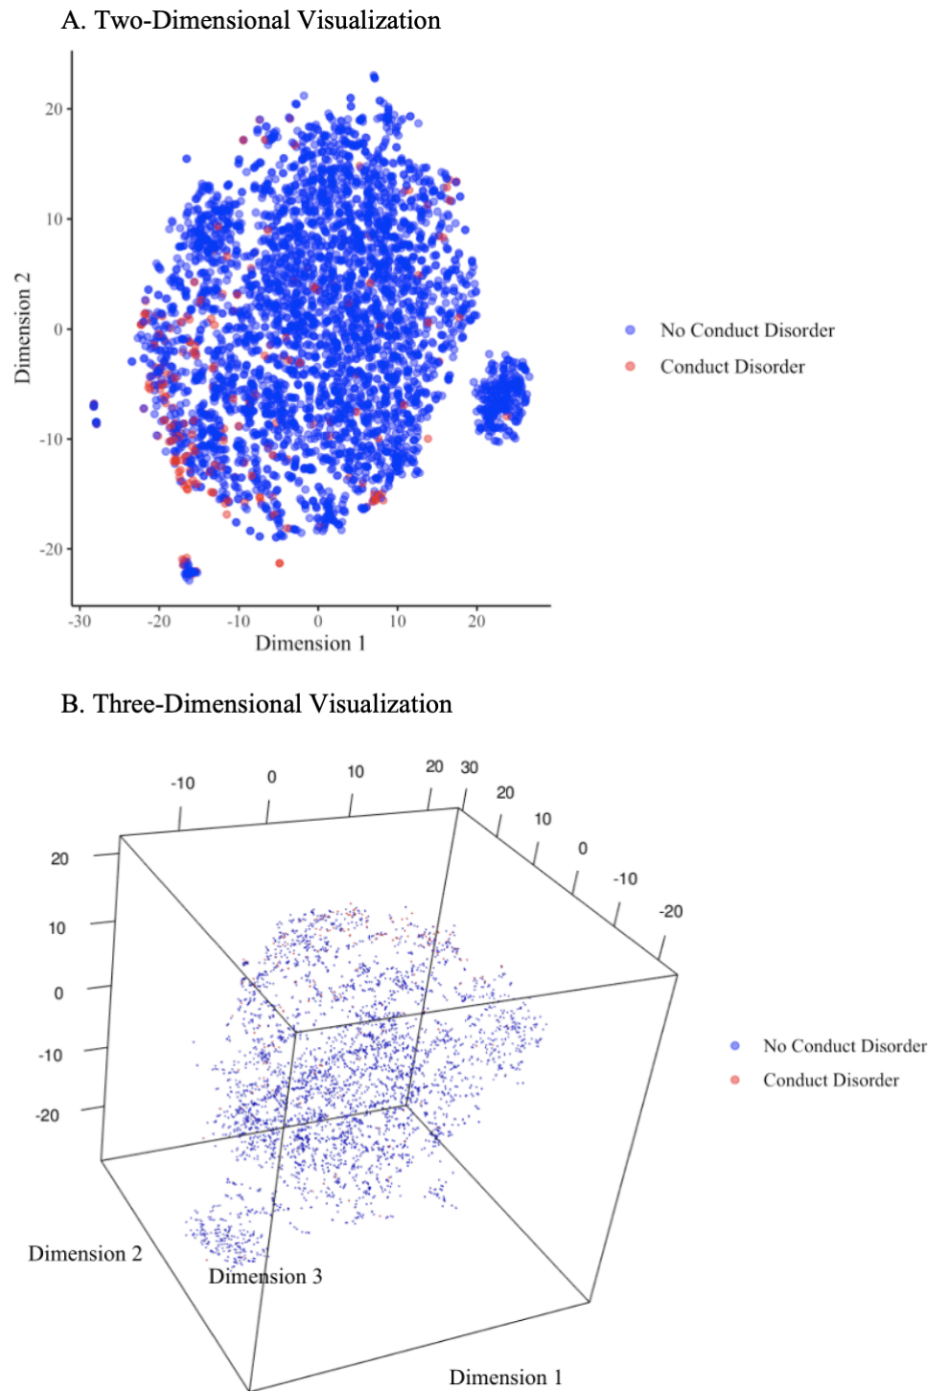 A. Two-Dimensional Visualization
20
10
0
-10
-20
Dimension 2
-30 -20 -10 0 10 20
Dimension 1
No Conduct Disorder
Conduct Disorder
B. Three-Dimensional Visualization
-10 0 10 20 30
20
10
0
-10
-20
20
10
0
-10
-20
No Conduct Disorder
Conduct Disorder
Dimension 2
Dimension 3
Dimension 1